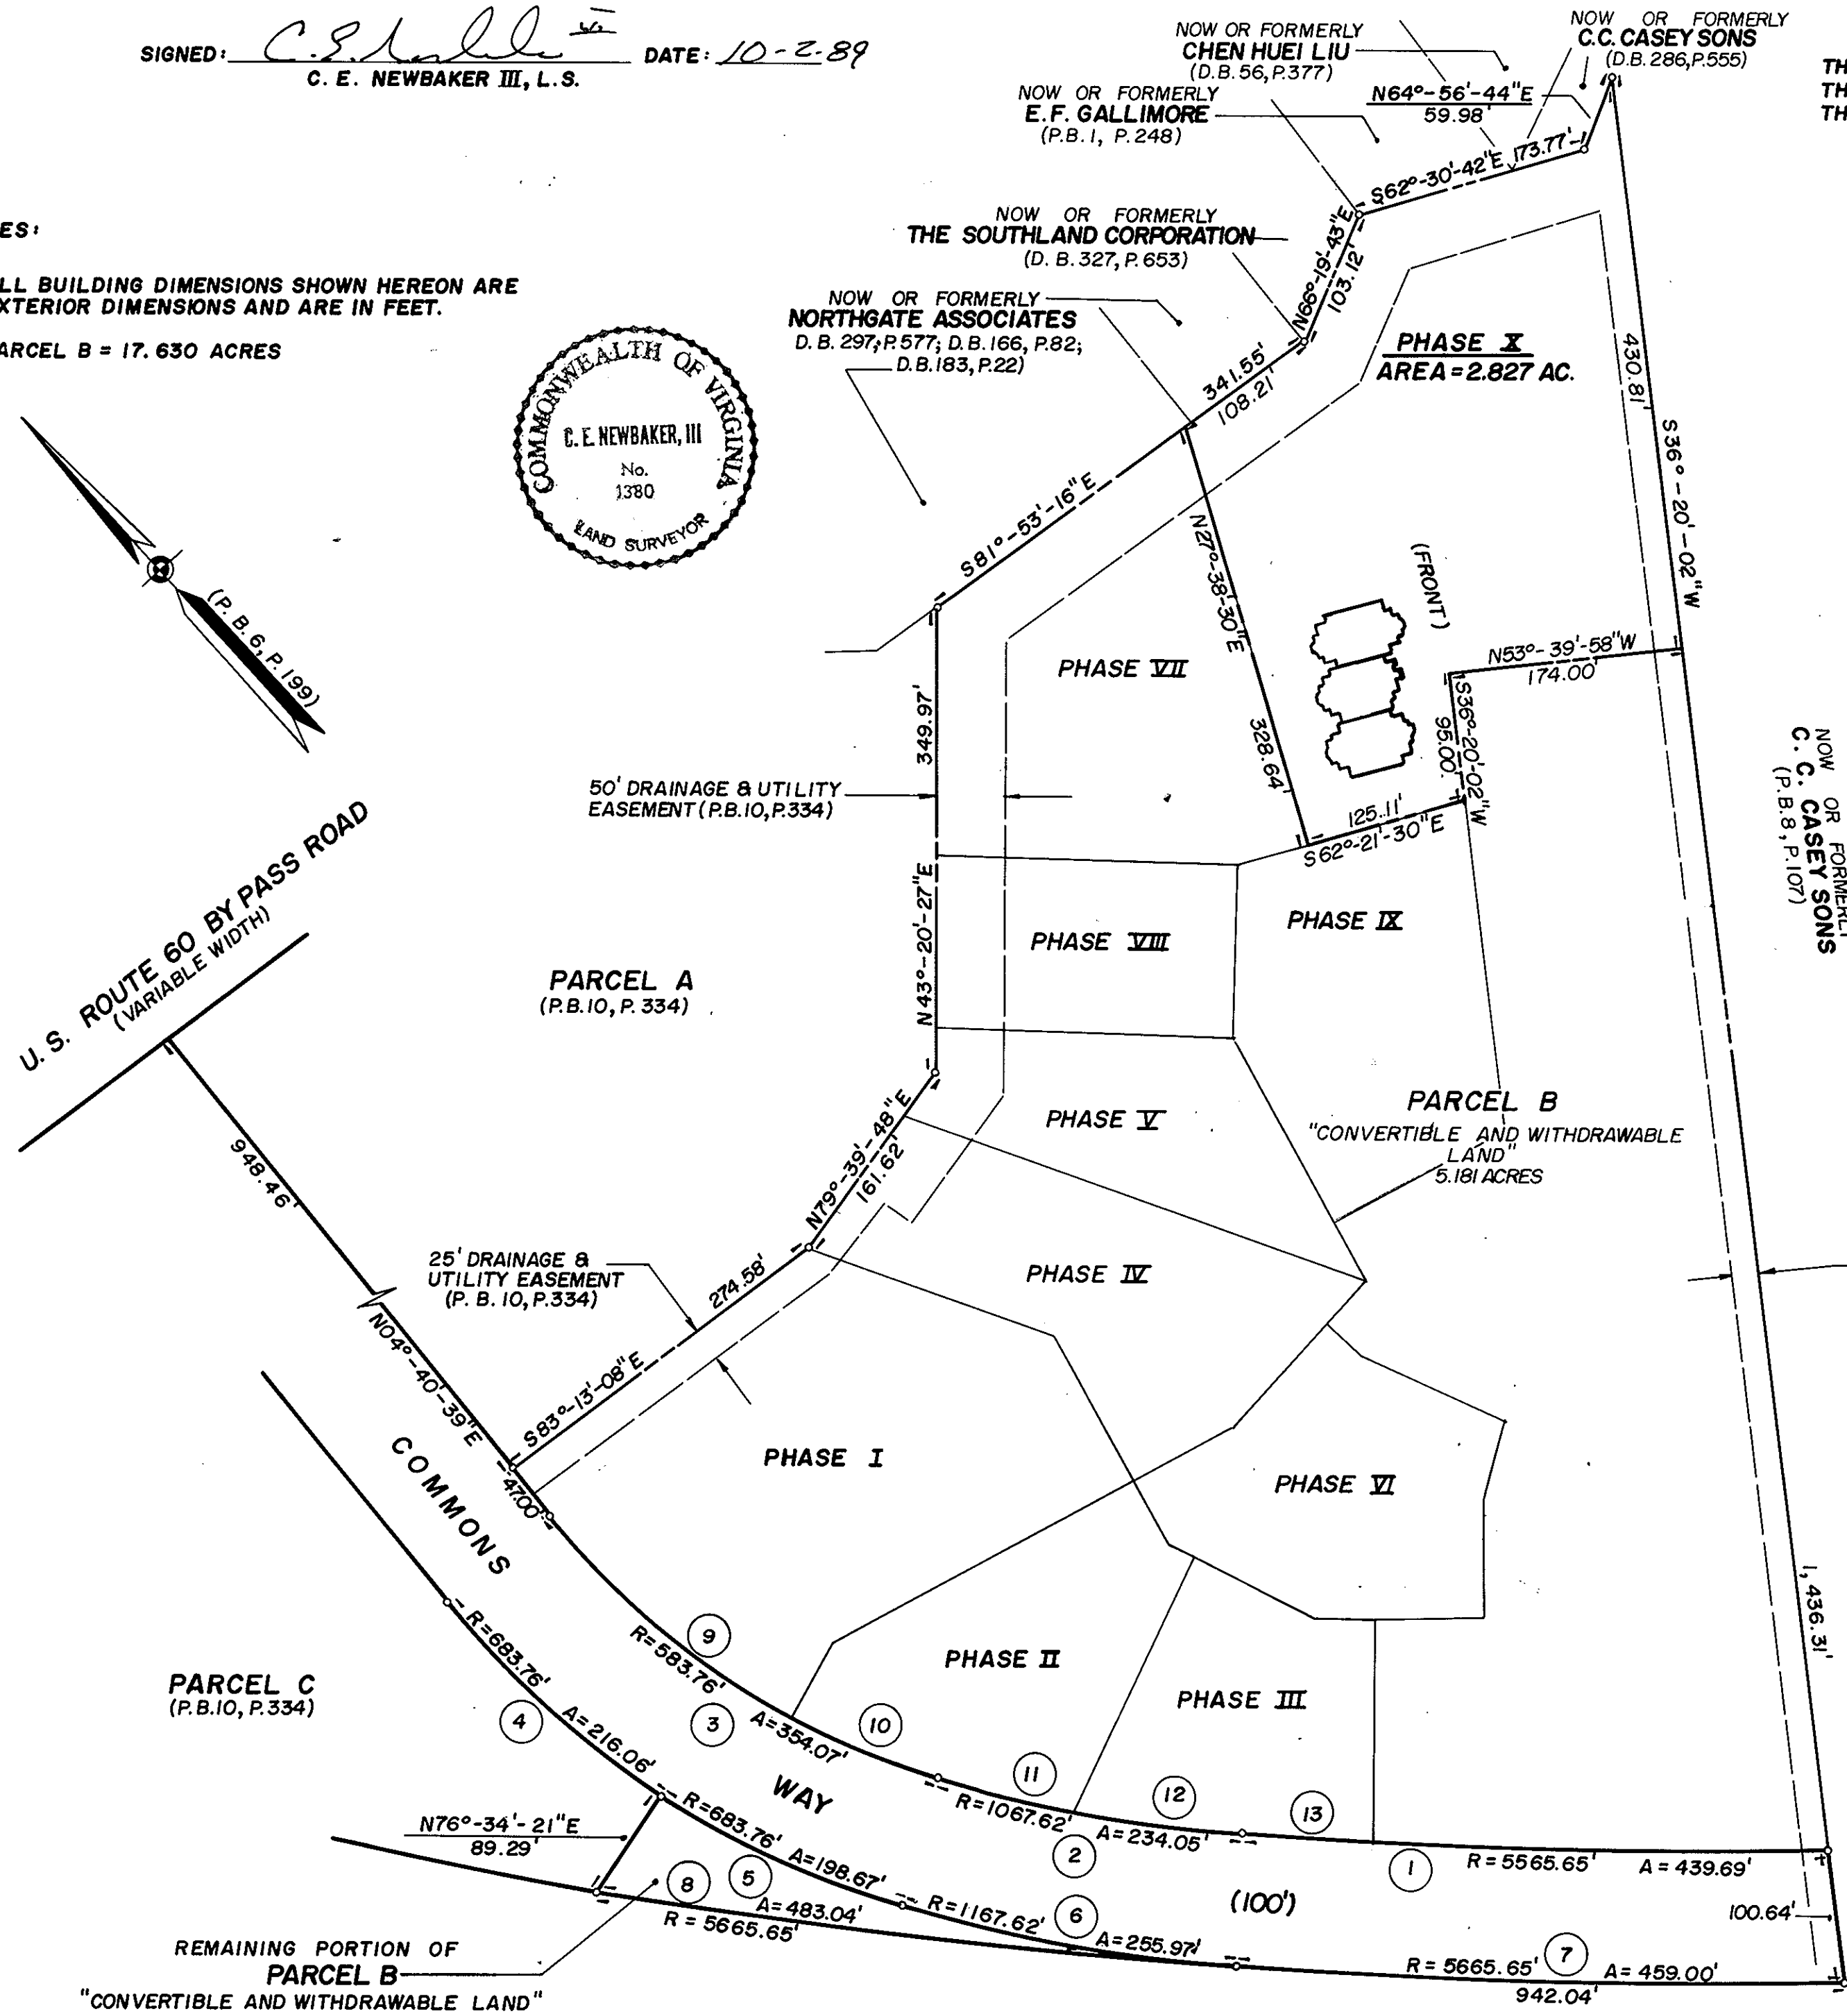 SIGNED: C. E. Newbaker III DATE: 10-2-89
C. E. NEWBAKER III, L.S.
NOW OR FORMERLY
CHEN HUEI LIU
(D.B. 56, P.377)
NOW OR FORMERLY
C.C. CASEY SONS
(D.B. 286, P.555)
TH
TH
TH
NOW OR FORMERLY
E.F. GALLIMORE
(P.B. 1, P. 248)
N64°-56'-44"E
59.98'
S62°-30'-42"E 173.77'
ES:
LL BUILDING DIMENSIONS SHOWN HEREON ARE
XTERIOR DIMENSIONS AND ARE IN FEET.
ARCEL B = 17.630 ACRES
NOW OR FORMERLY
THE SOUTHLAND CORPORATION
(D. B. 327, P. 653)
N66°-19'-43"E
103.12'
NOW OR FORMERLY
NORTHGATE ASSOCIATES
D. B. 297, P.577; D.B. 166, P.82;
D.B.183, P.22)
COMMONWEALTH OF VIRGINIA
C. E. NEWBAKER, III
No.
1380
LAND SURVEYOR
341.55'
108.21'
PHASE X
AREA = 2.827 AC.
430.81'
S36°-20'-02"W
S81°-53'-16"E
(P. B. 6, P. 199)
N27°-38'-30"E
328.64'
(FRONT)
PHASE VII
N53°-39'-58"W
174.00'
S36°-20'-02"W
95.00'
349.97'
N43°-20'-27"E
NOW OR FORMERLY
C. C. CASEY SONS
(P.B.8, P.107)
50' DRAINAGE & UTILITY
EASEMENT (P.B.10, P.334)
125.11'
S62°-21'-30"E
U.S. ROUTE 60 BY PASS ROAD
(VARIABLE WIDTH)
PHASE VIII
PHASE IX
PARCEL A
(P.B.10, P. 334)
PHASE V
PARCEL B
"CONVERTIBLE AND WITHDRAWABLE
LAND"
5.181 ACRES
948.46'
N04°-40'-39"E
N79°-39'-48"E
161.62'
25' DRAINAGE &
UTILITY EASEMENT
(P. B. 10, P.334)
274.58'
S83°-13'-08"E
PHASE IV
PHASE I
PHASE VI
47.00'
COMMONS
1,436.31'
9
R=583.76'
3
A=354.07'
10
PHASE II
PHASE III
PARCEL C
(P.B.10, P.334)
R=683.76'
4
A=216.06'
WAY
11
R=1067.62'
2
12
A=234.05'
13
1
R = 5565.65'
A = 439.69'
N76°-34'-21"E
89.29'
R=683.76'
5
A=198.67'
8
A=483.04'
R = 5665.65'
R=1167.62'
6
A=255.97'
(100')
100.64'
R = 5665.65'
7
A = 459.00'
942.04'
REMAINING PORTION OF
PARCEL B
"CONVERTIBLE AND WITHDRAWABLE LAND"